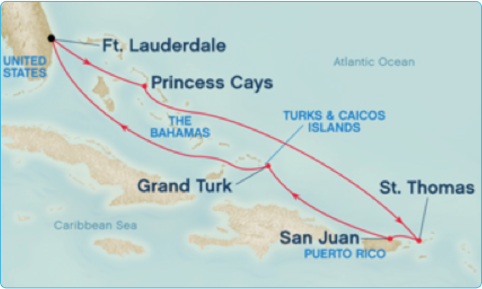 Ft. Lauderdale
UNITED
STATES
Atlantic Ocean
Princess Cays
THE
BAHAMAS
TURKS & CAICOS
ISLANDS
Grand Turk
St. Thomas
Caribbean Sea
San Juan
PUERTO RICO